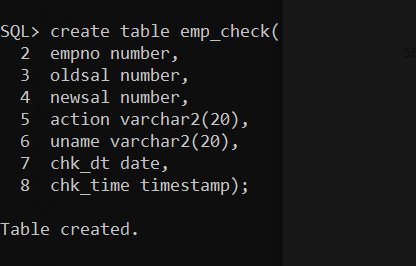 SQL> create table emp_check(
2 empno number,
3 oldsal number,
4 newsal number,
5 action varchar2(20),
6 uname varchar2(20),
7 chk_dt date,
8 chk_time timestamp);
Table created.